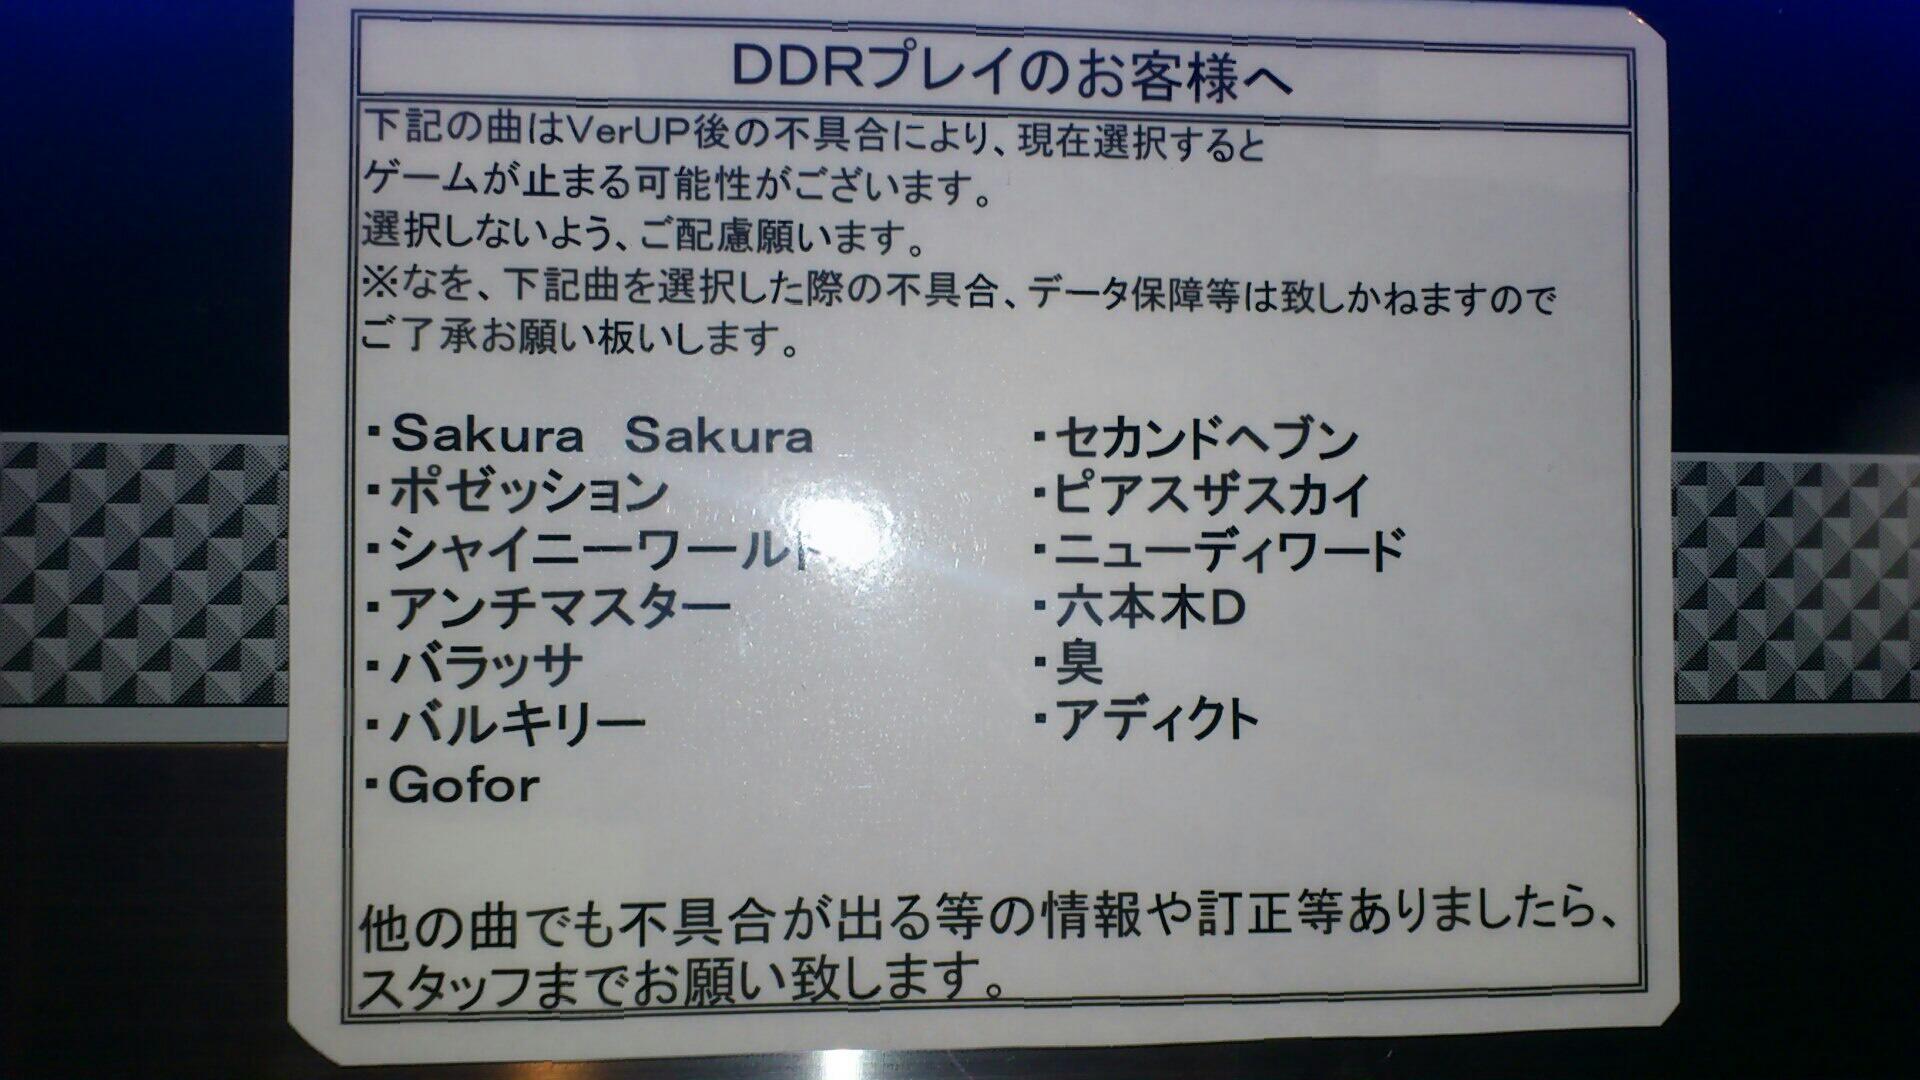 DDRプレイのお客様へ
下記の曲はVerUP後の不具合により、現在選択すると
ゲームが止まる可能性がございます。
選択しないよう、ご配慮願います。
※なを、下記曲を選択した際の不具合、データ保障等は致しかねますので
ご了承お願い板いします。
・Sakura　Sakura
・ポゼッション
・シャイニーワールド
・アンチマスター
・バラッサ
・バルキリー
・Gofor
・セカンドヘブン
・ピアスザスカイ
・ニューディワード
・六本木D
・臭
・アディクト
他の曲でも不具合が出る等の情報や訂正等ありましたら、
スタッフまでお願い致します。